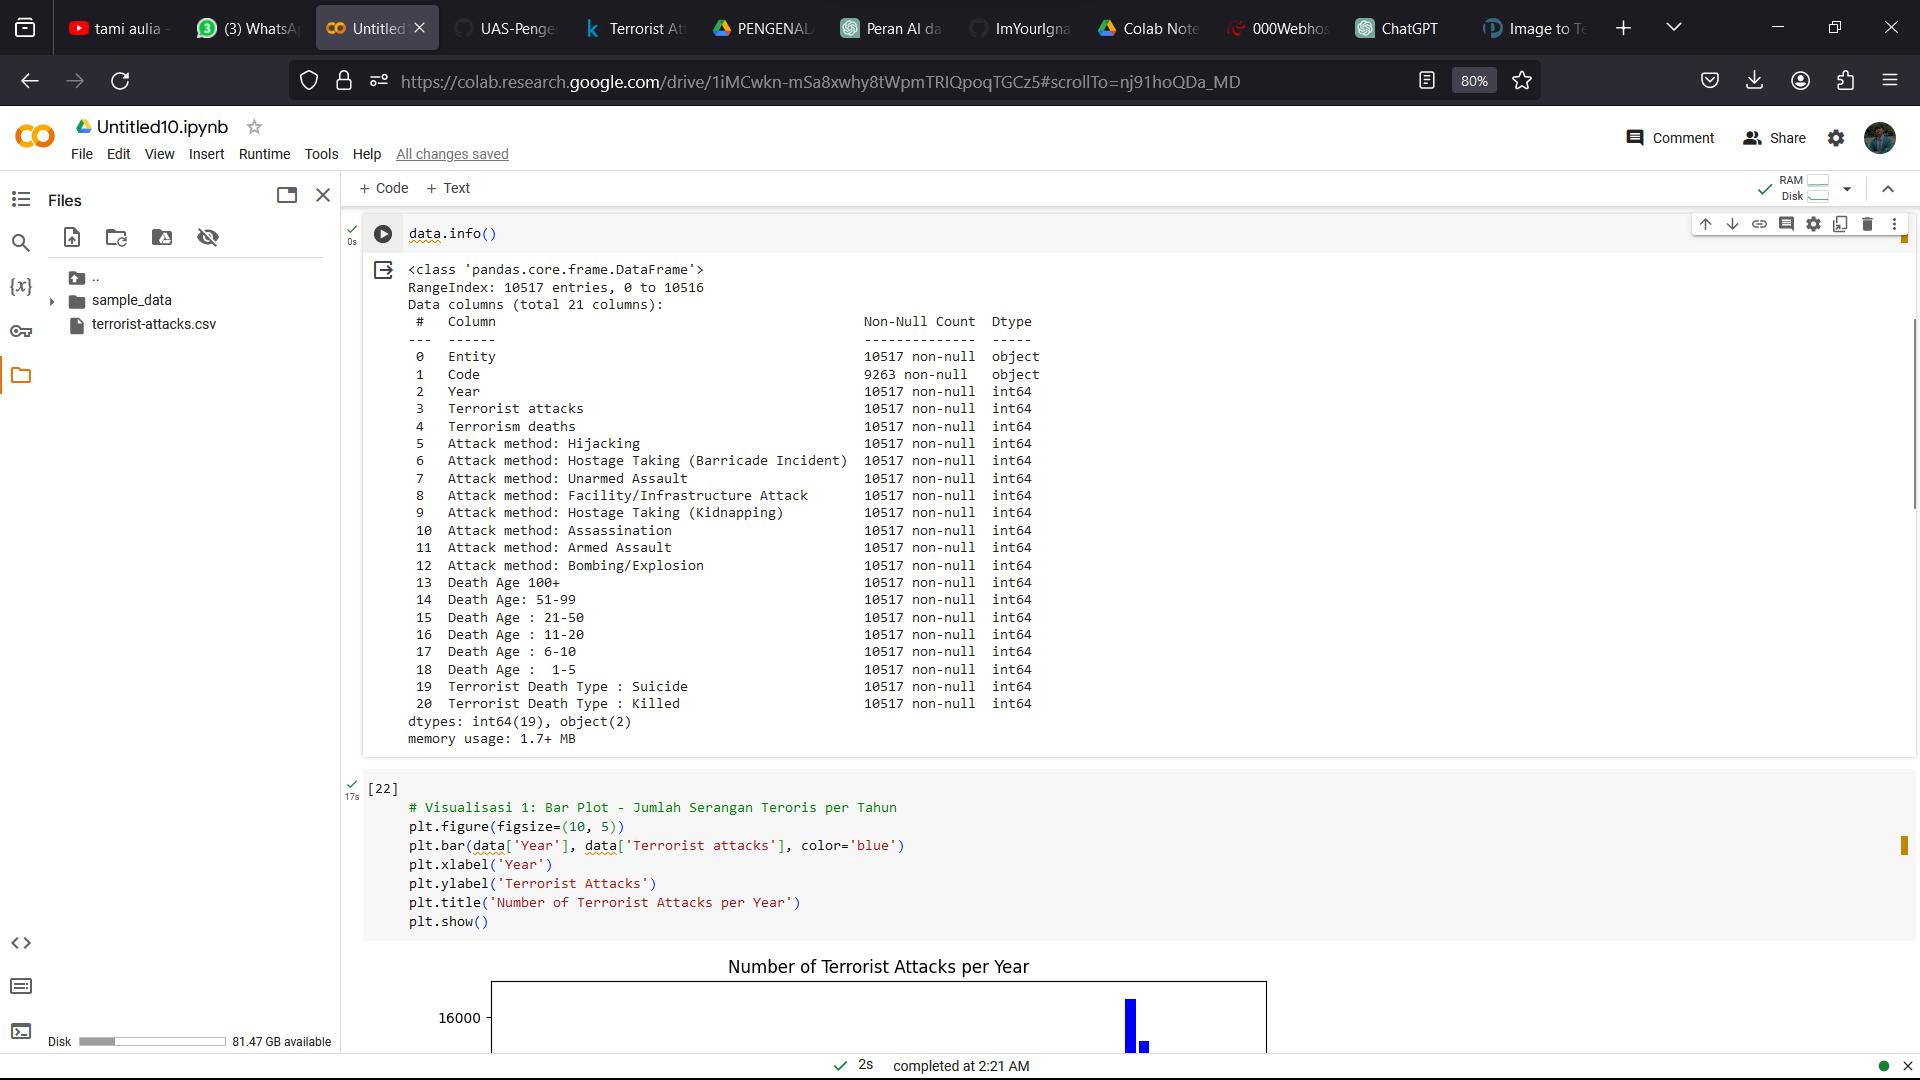 tami aulia -
(3) WhatsA
Untitled
UAS-Penge
Terrorist Att
PENGENALA
Peran AI da
ImYourIgna
Colab Note
000Webhos
ChatGPT
Image to Te
https://colab.research.google.com/drive/1iMCwkn-mSa8xwhy8tWpmTRIQpoqTGCz5#scrollTo=nj91hoQDa_MD
80%
Untitled10.ipynb
File Edit View Insert Runtime Tools Help All changes saved
Comment
Share
Files
+ Code + Text
RAM
Disk
..
sample_data
terrorist-attacks.csv
{x}
0s
data.info()
<class 'pandas.core.frame.DataFrame'>
RangeIndex: 10517 entries, 0 to 10516
Data columns (total 21 columns):
# Column Non-Null Count Dtype
--- ------ -------------- -----
0 Entity 10517 non-null object
1 Code 9263 non-null object
2 Year 10517 non-null int64
3 Terrorist attacks 10517 non-null int64
4 Terrorism deaths 10517 non-null int64
5 Attack method: Hijacking 10517 non-null int64
6 Attack method: Hostage Taking (Barricade Incident) 10517 non-null int64
7 Attack method: Unarmed Assault 10517 non-null int64
8 Attack method: Facility/Infrastructure Attack 10517 non-null int64
9 Attack method: Hostage Taking (Kidnapping) 10517 non-null int64
10 Attack method: Assassination 10517 non-null int64
11 Attack method: Armed Assault 10517 non-null int64
12 Attack method: Bombing/Explosion 10517 non-null int64
13 Death Age 100+ 10517 non-null int64
14 Death Age: 51-99 10517 non-null int64
15 Death Age : 21-50 10517 non-null int64
16 Death Age : 11-20 10517 non-null int64
17 Death Age : 6-10 10517 non-null int64
18 Death Age :  1-5 10517 non-null int64
19 Terrorist Death Type : Suicide 10517 non-null int64
20 Terrorist Death Type : Killed 10517 non-null int64
dtypes: int64(19), object(2)
memory usage: 1.7+ MB
17s
[22]
# Visualisasi 1: Bar Plot - Jumlah Serangan Teroris per Tahun
plt.figure(figsize=(10, 5))
plt.bar(data['Year'], data['Terrorist attacks'], color='blue')
plt.xlabel('Year')
plt.ylabel('Terrorist Attacks')
plt.title('Number of Terrorist Attacks per Year')
plt.show()
Number of Terrorist Attacks per Year
16000
Disk 81.47 GB available
2s completed at 2:21 AM